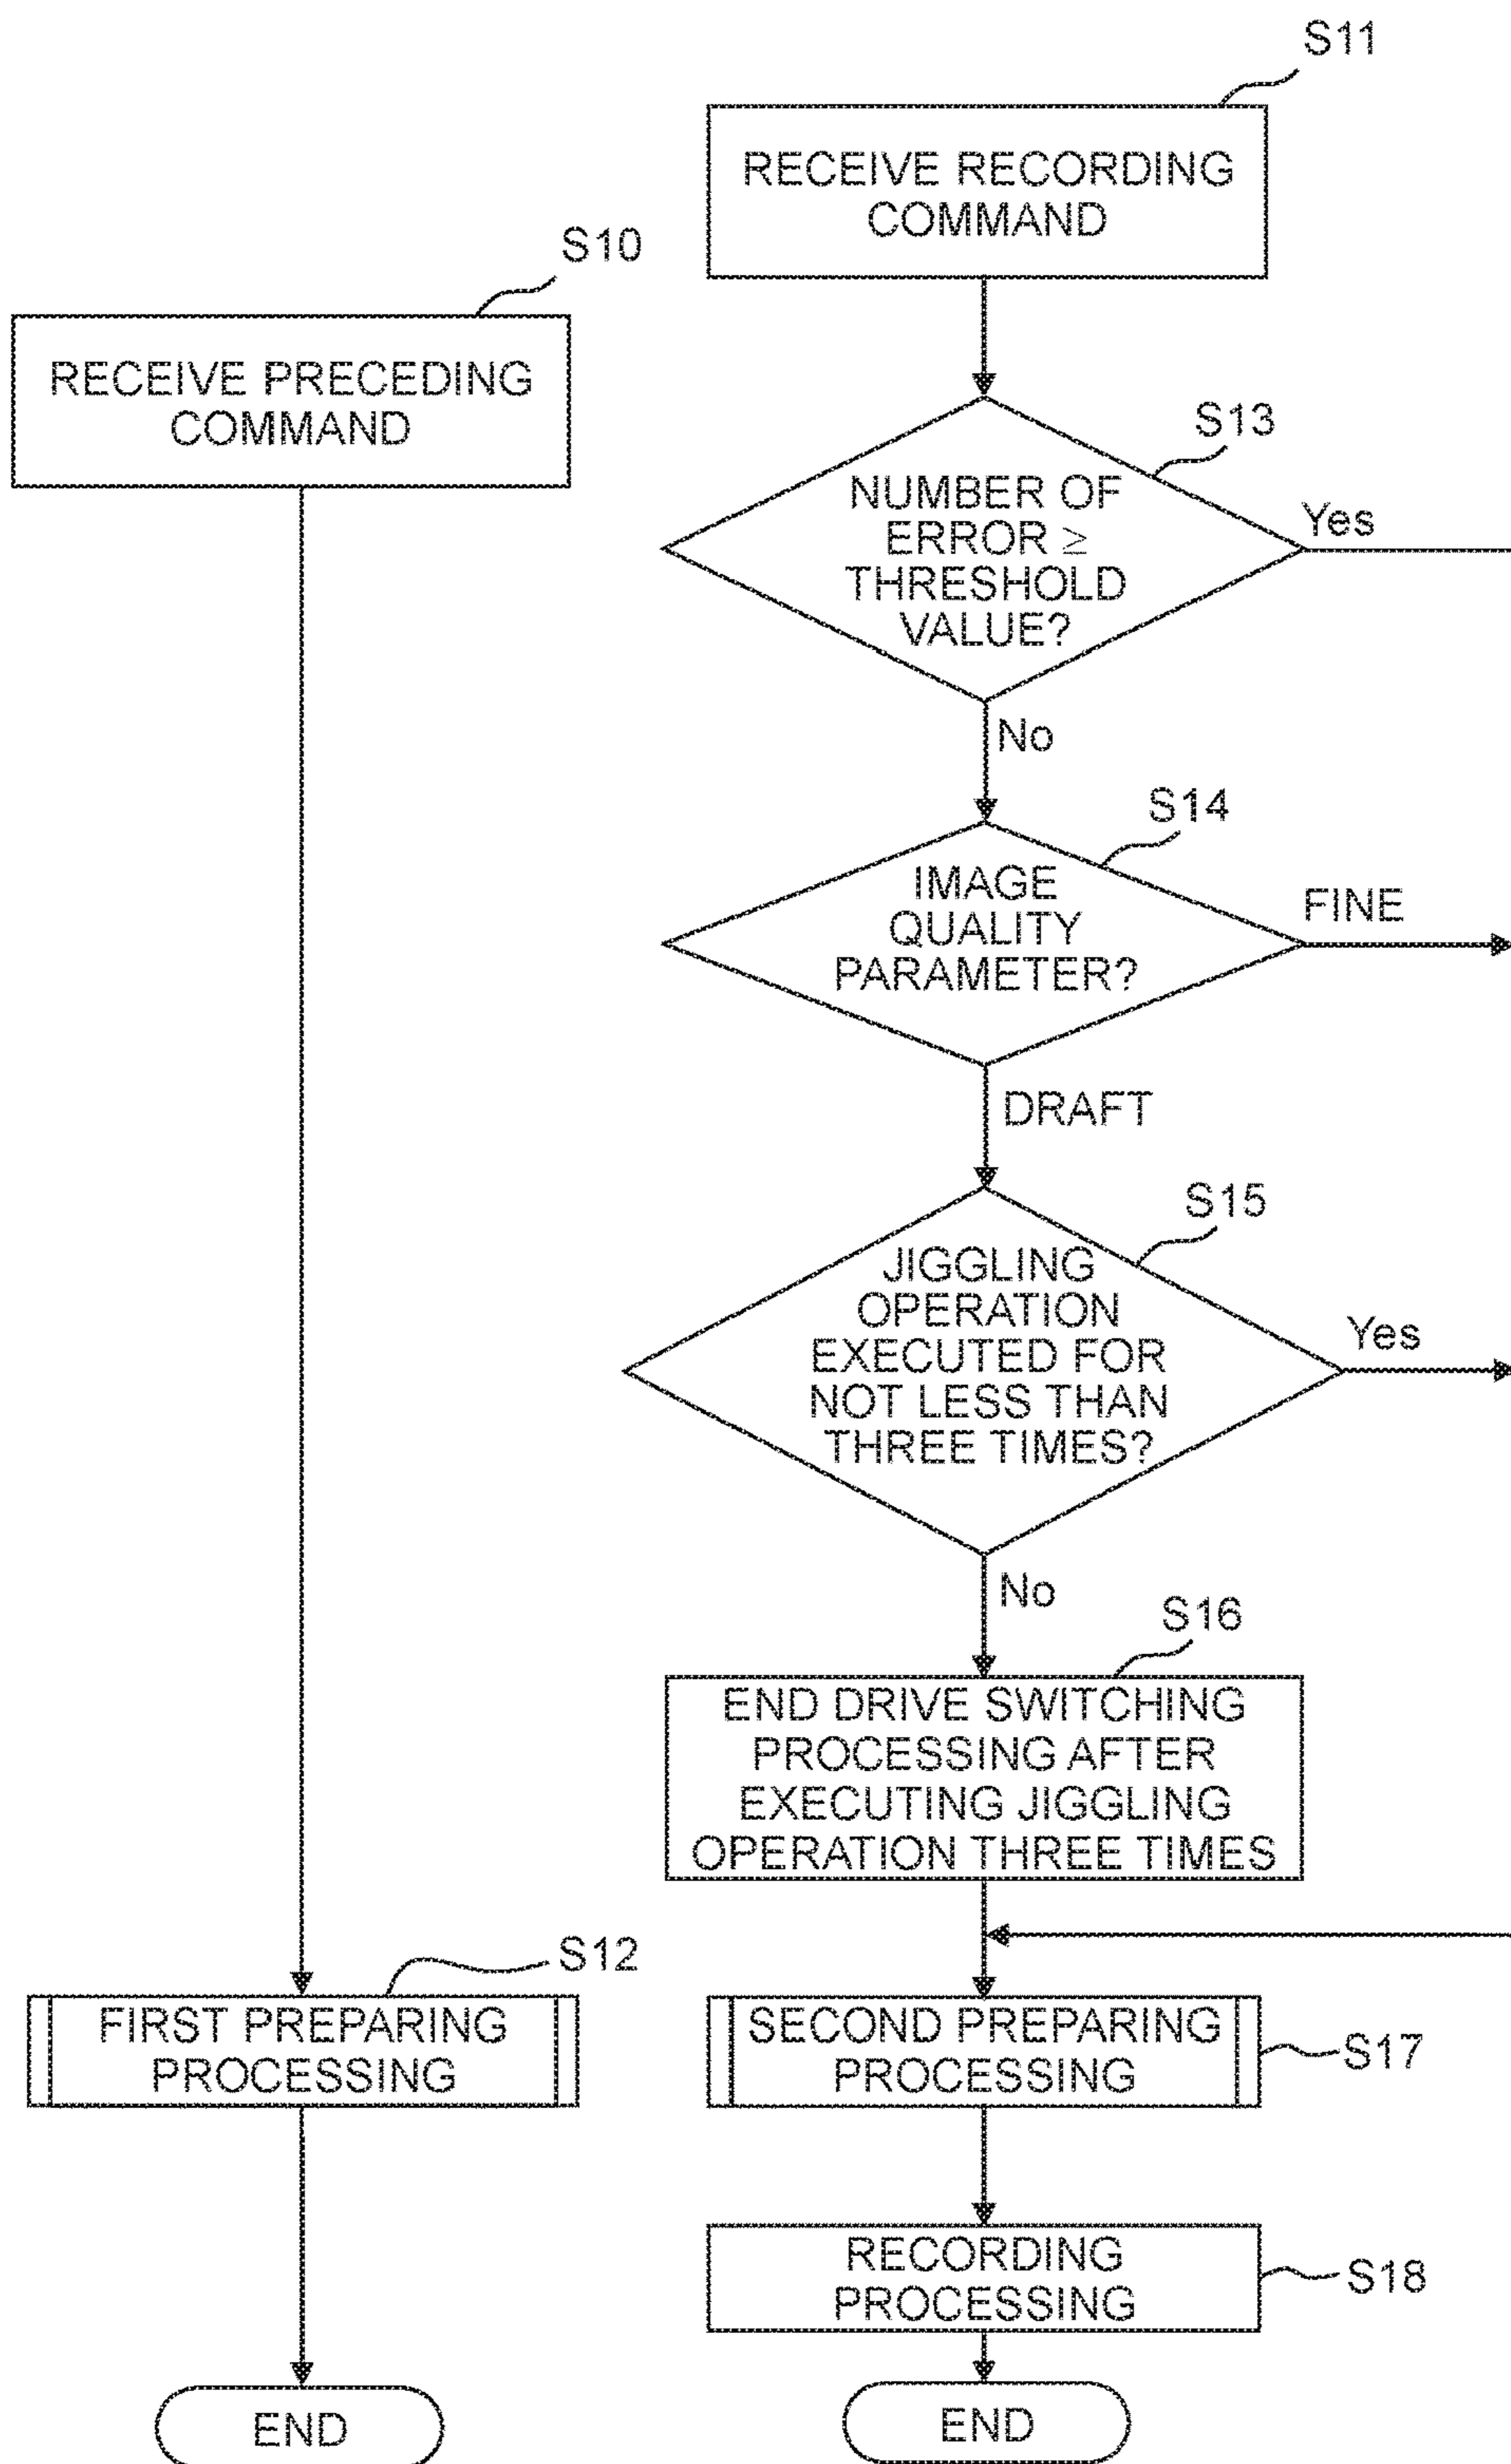 S10
RECEIVE PRECEDING
COMMAND
S12
FIRST PREPARING
PROCESSING
END
S11
RECEIVE RECORDING
COMMAND
S13
NUMBER OF
ERROR ≥
THRESHOLD
VALUE?
Yes
No
S14
IMAGE
QUALITY
PARAMETER?
FINE
DRAFT
S15
JIGGLING
OPERATION
EXECUTED FOR
NOT LESS THAN
THREE TIMES?
Yes
No
S16
END DRIVE SWITCHING
PROCESSING AFTER
EXECUTING JIGGLING
OPERATION THREE TIMES
SECOND PREPARING
PROCESSING
S17
RECORDING
PROCESSING
S18
END